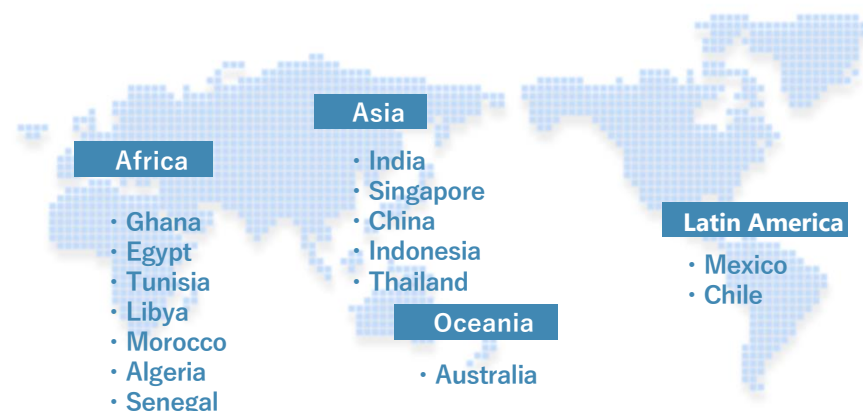 Asia
・India
・Singapore
・China
・Indonesia
・Thailand
Africa
・Ghana
・Egypt
・Tunisia
・Libya
・Morocco
・Algeria
・Senegal
Latin America
・Mexico
・Chile
Oceania
・Australia